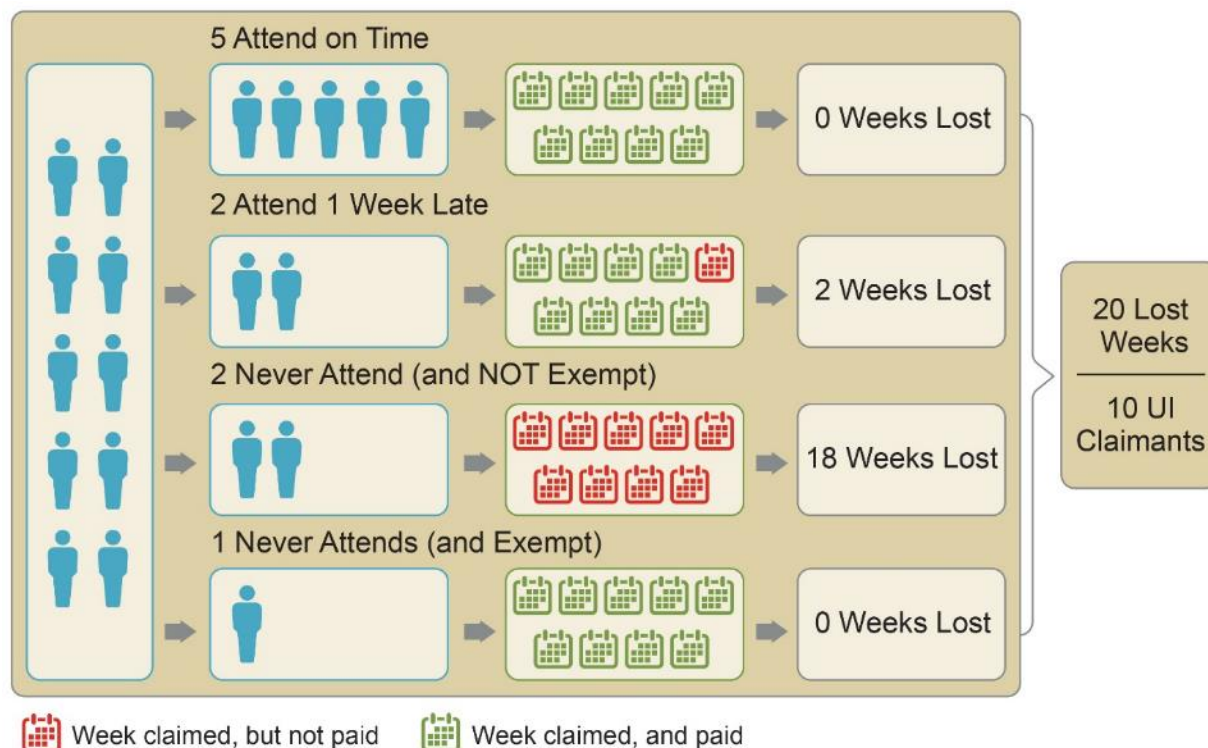 5 Attend on Time
0 Weeks Lost
2 Attend 1 Week Late
2 Weeks Lost
2 Never Attend (and NOT Exempt)
18 Weeks Lost
1 Never Attends (and Exempt)
0 Weeks Lost
20 Lost
Weeks
10 UI
Claimants
Week claimed, but not paid
Week claimed, and paid